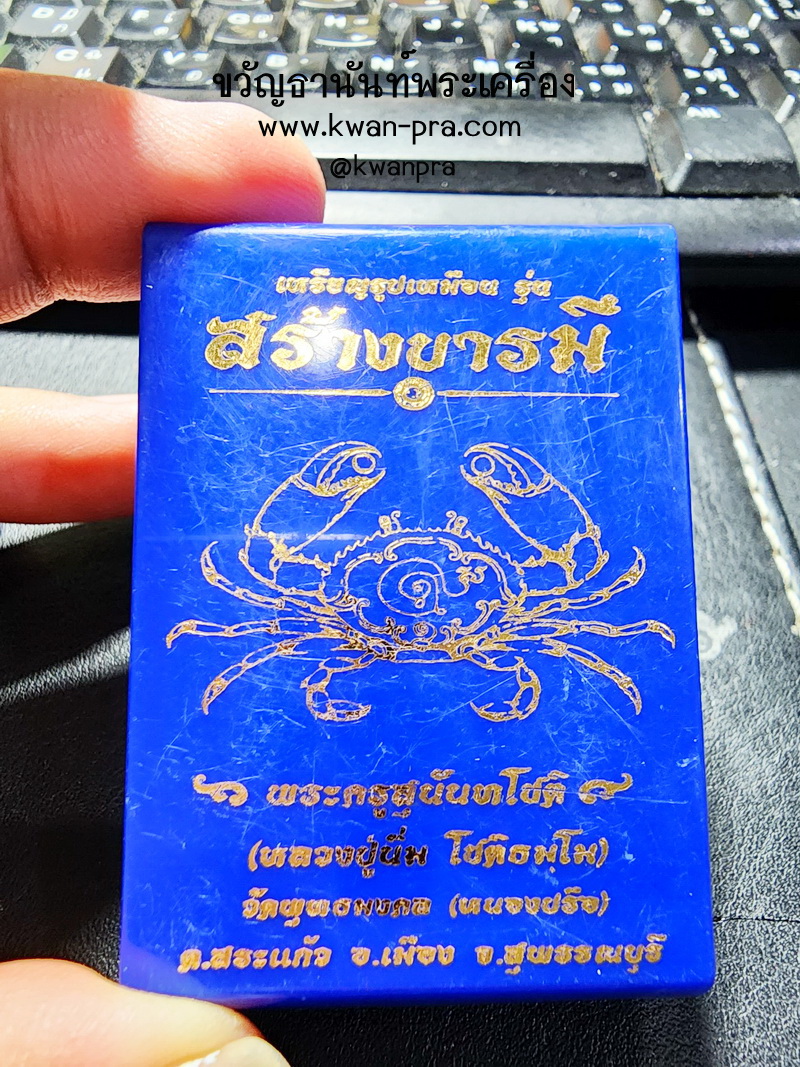 ขวัญธานันท์พระเครื่อง
www.kwan-pra.com
@kwanpra
เหรียญรูปเหมือน รุ่น
สร้างบารมี
พระครูสุนันทโชติ
(หลวงปู่นิ่ม โชติธมฺโม)
วัดพุทธมงคล (หนองปรือ)
ต.สระแก้ว อ.เมือง จ.สุพรรณบุรี